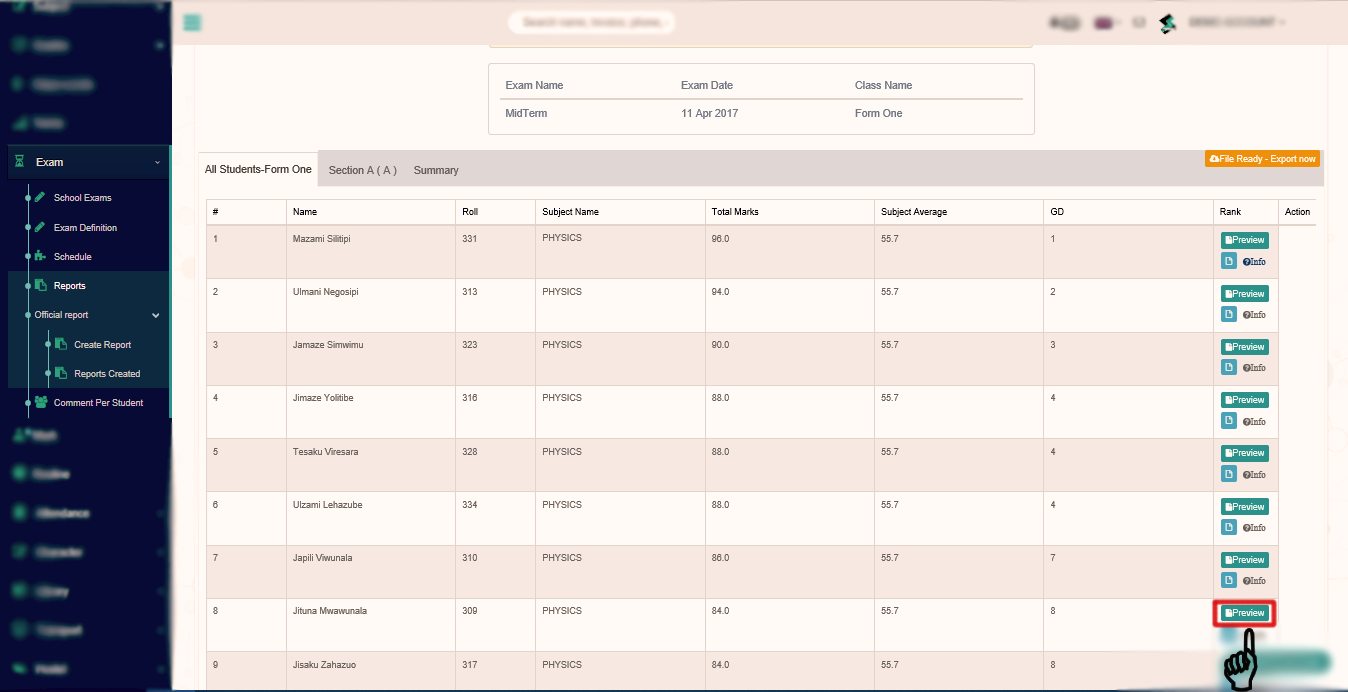 Exam Name Exam Date Class Name
MidTerm 11 Apr 2017 Form One
Exam
School Exams
Exam Definition
Schedule
Reports
Official report
Create Report
Reports Created
Comment Per Student
All Students-Form One Section A ( A ) Summary File Ready - Export now
# Name Roll Subject Name Total Marks Subject Average GD Rank Action
1 Mazami Silitipi 331 PHYSICS 96.0 55.7 1 Preview
Info
2 Ulmani Negosipi 313 PHYSICS 94.0 55.7 2 Preview
Info
3 Jamaze Simwimu 323 PHYSICS 90.0 55.7 3 Preview
Info
4 Jimaze Yolitibe 316 PHYSICS 88.0 55.7 4 Preview
Info
5 Tesaku Viresara 328 PHYSICS 88.0 55.7 4 Preview
Info
6 Ulzami Lehazube 334 PHYSICS 88.0 55.7 4 Preview
Info
7 Japili Viwunala 310 PHYSICS 86.0 55.7 7 Preview
Info
8 Jituna Mwawunala 309 PHYSICS 84.0 55.7 8 Preview
9 Jisaku Zahazuo 317 PHYSICS 84.0 55.7 8